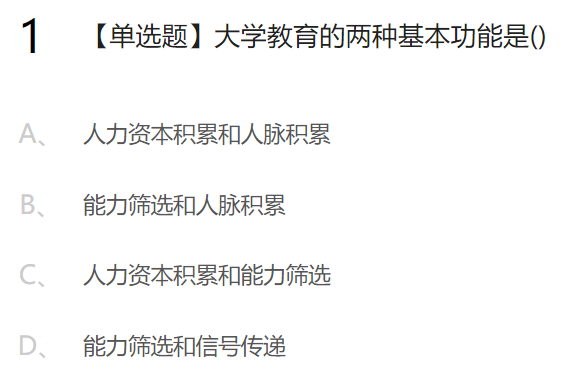 1 【单选题】大学教育的两种基本功能是()
A、 人力资本积累和人脉积累
B、 能力筛选和人脉积累
C、 人力资本积累和能力筛选
D、 能力筛选和信号传递